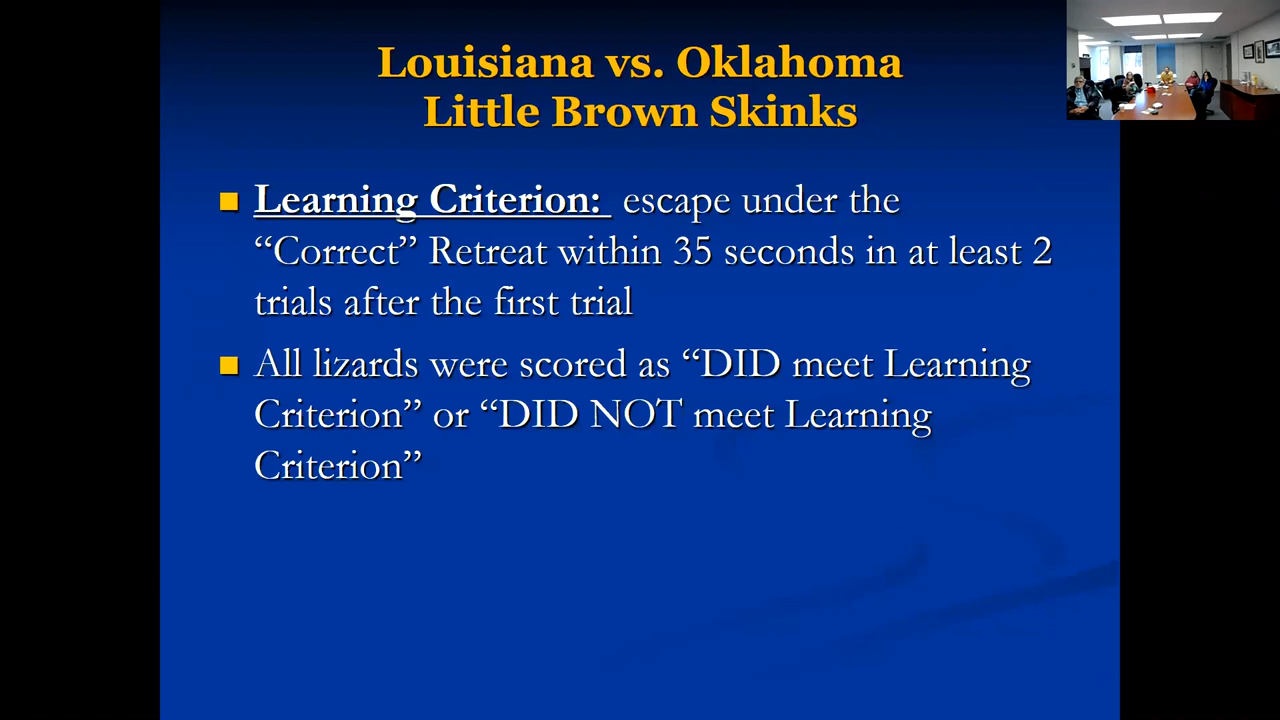 Louisiana vs. Oklahoma
Little Brown Skinks
Learning Criterion: escape under the
“Correct” Retreat within 35 seconds in at least 2
trials after the first trial
All lizards were scored as “DID meet Learning
Criterion” or “DID NOT meet Learning
Criterion”